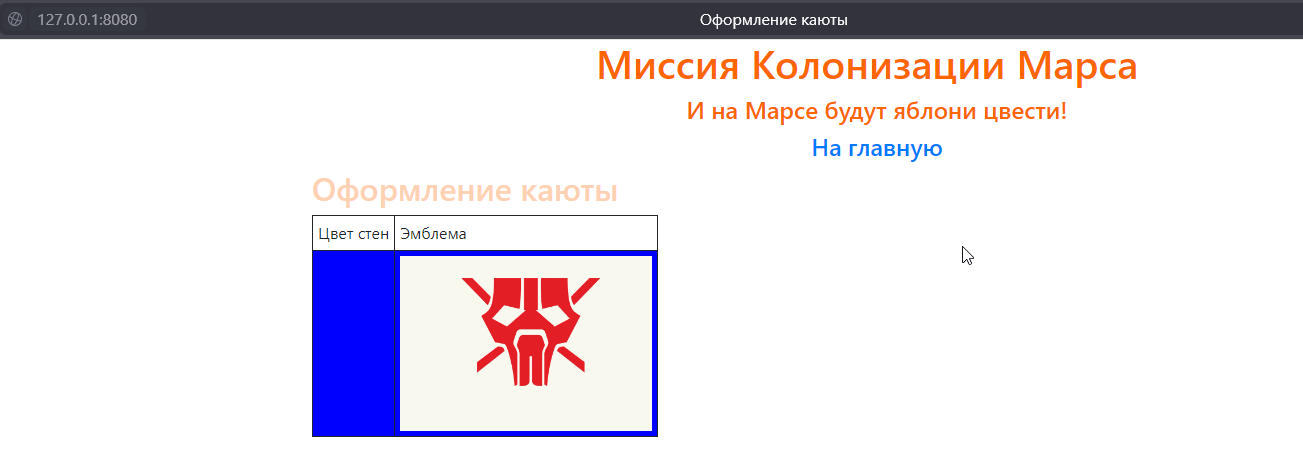 127.0.0.1:8080 Оформление каюты
Миссия Колонизации Марса
И на Марсе будут яблони цвести!
На главную
Оформление каюты
Цвет стен Эмблема